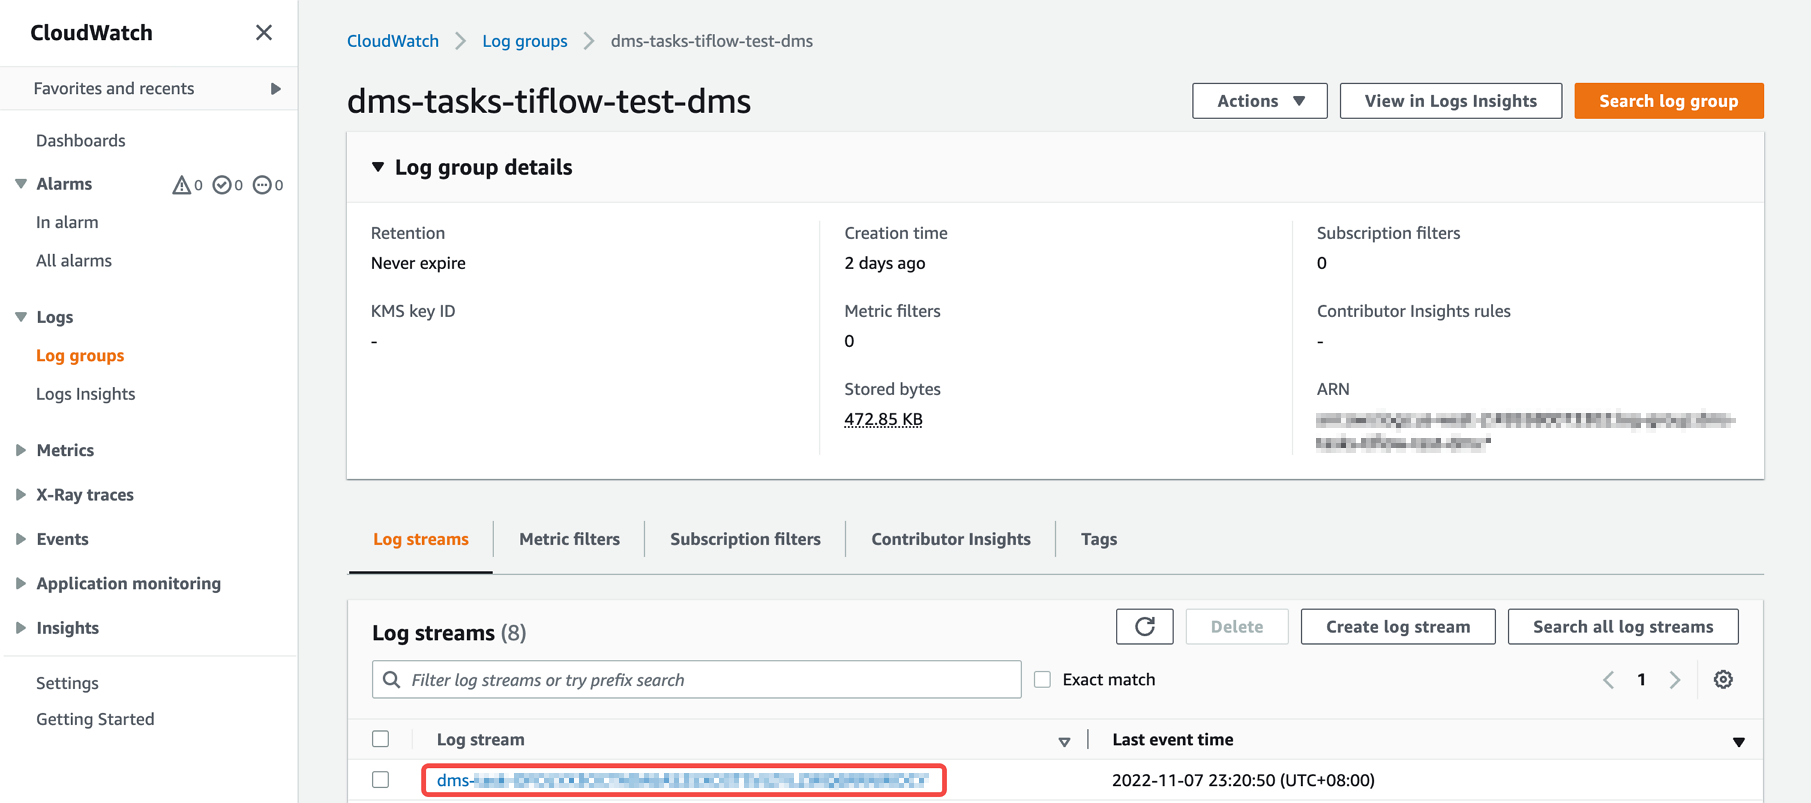 CloudWatch
Favorites and recents
Dashboards
Alarms 0 0 0
In alarm
All alarms
Logs
Log groups
Logs Insights
Metrics
X-Ray traces
Events
Application monitoring
Insights
Settings
Getting Started
CloudWatch Log groups dms-tasks-tiflow-test-dms
dms-tasks-tiflow-test-dms
Actions View in Logs Insights Search log group
Log group details
Retention
Never expire
KMS key ID
-
Creation time
2 days ago
Metric filters
0
Stored bytes
472.85 KB
Subscription filters
0
Contributor Insights rules
-
ARN
Log streams Metric filters Subscription filters Contributor Insights Tags
Log streams (8)
Delete Create log stream Search all log streams
Filter log streams or try prefix search
Exact match
1
Log stream Last event time
dms- 2022-11-07 23:20:50 (UTC+08:00)